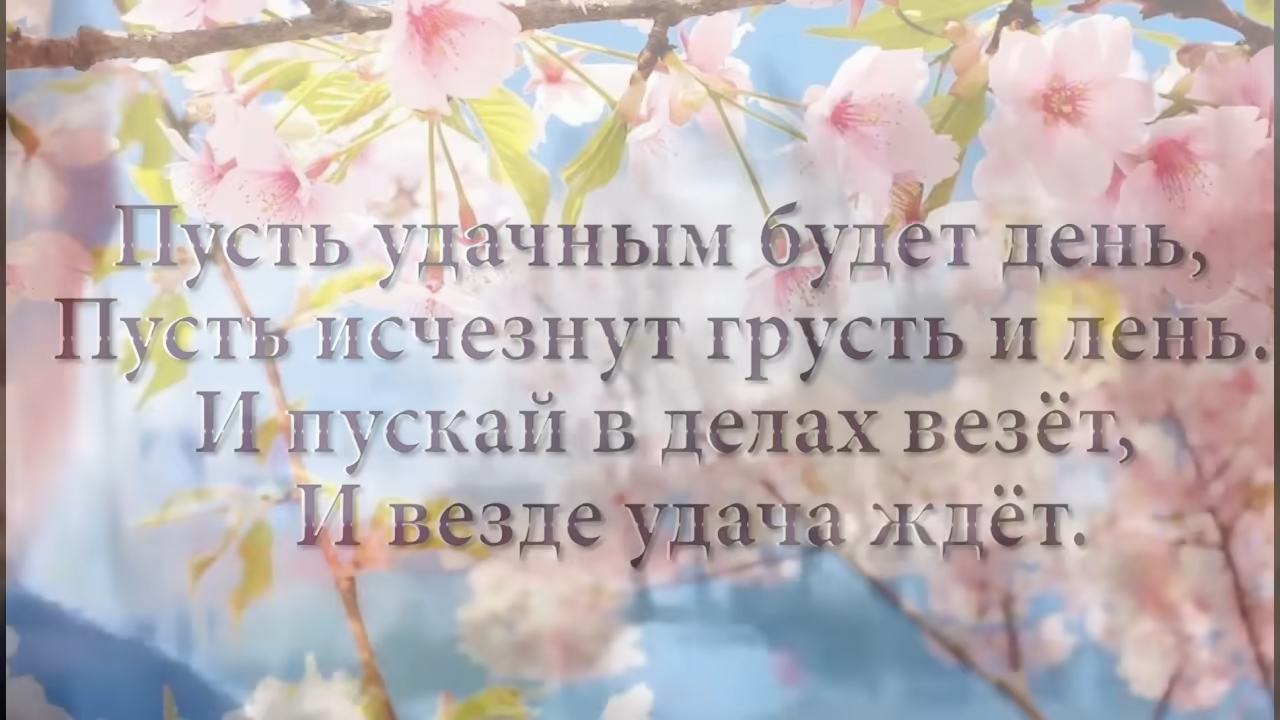 Пусть удачным будет день,
Пусть исчезнут грусть и лень.
И пускай в делах везёт,
И везде удача ждёт.